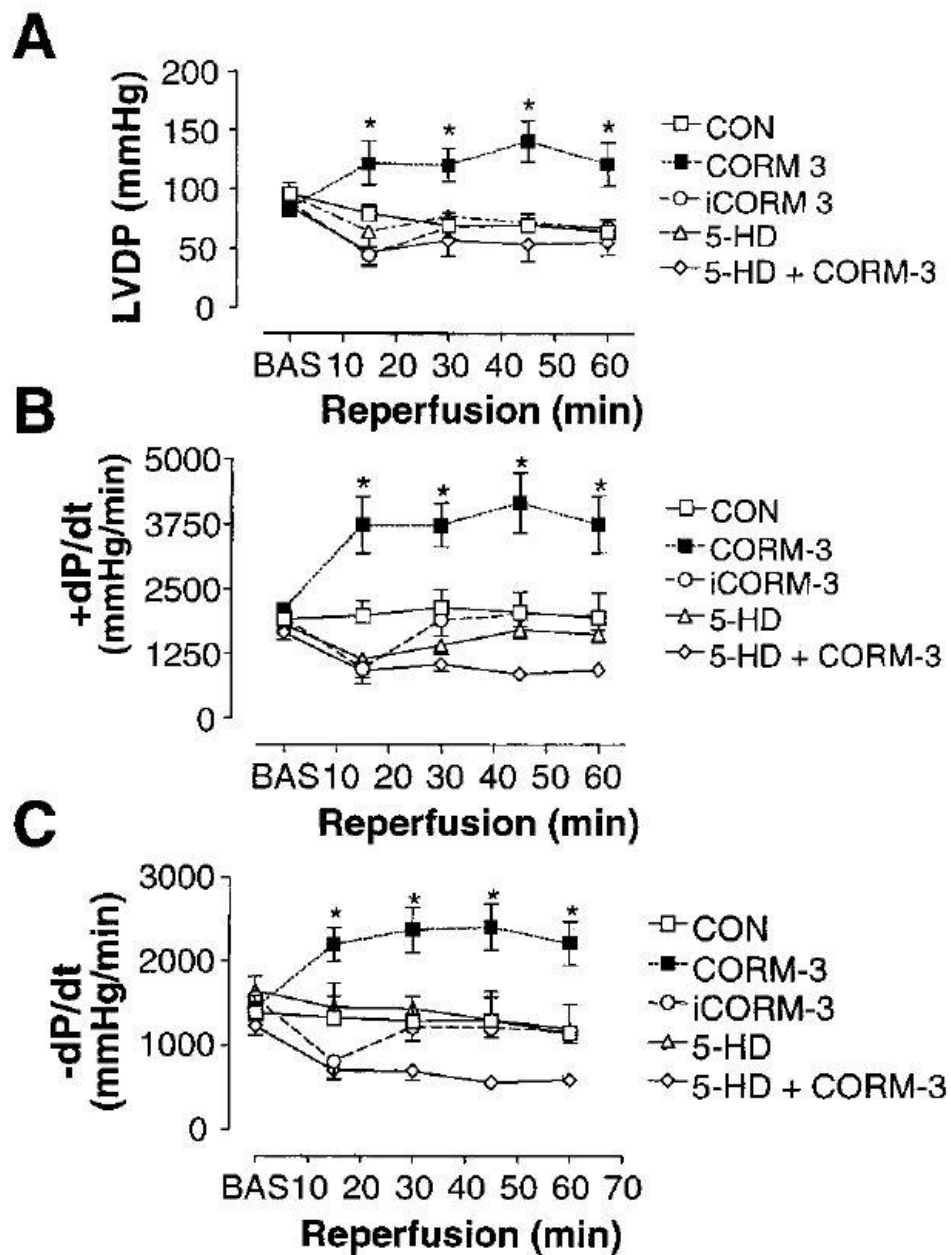 A
LVDP (mmHg)
200
150
100
50
0
* * * *
CON
CORM 3
iCORM 3
5-HD
5-HD + CORM-3
BAS 10 20 30 40 50 60
Reperfusion (min)
B
+dP/dt
(mmHg/min)
5000
3750
2500
1250
0
* * * *
CON
CORM-3
iCORM-3
5-HD
5-HD + CORM-3
BAS 10 20 30 40 50 60
Reperfusion (min)
C
-dP/dt
(mmHg/min)
3000
2000
1000
0
* * * *
CON
CORM-3
iCORM-3
5-HD
5-HD + CORM-3
BAS 10 20 30 40 50 60 70
Reperfusion (min)